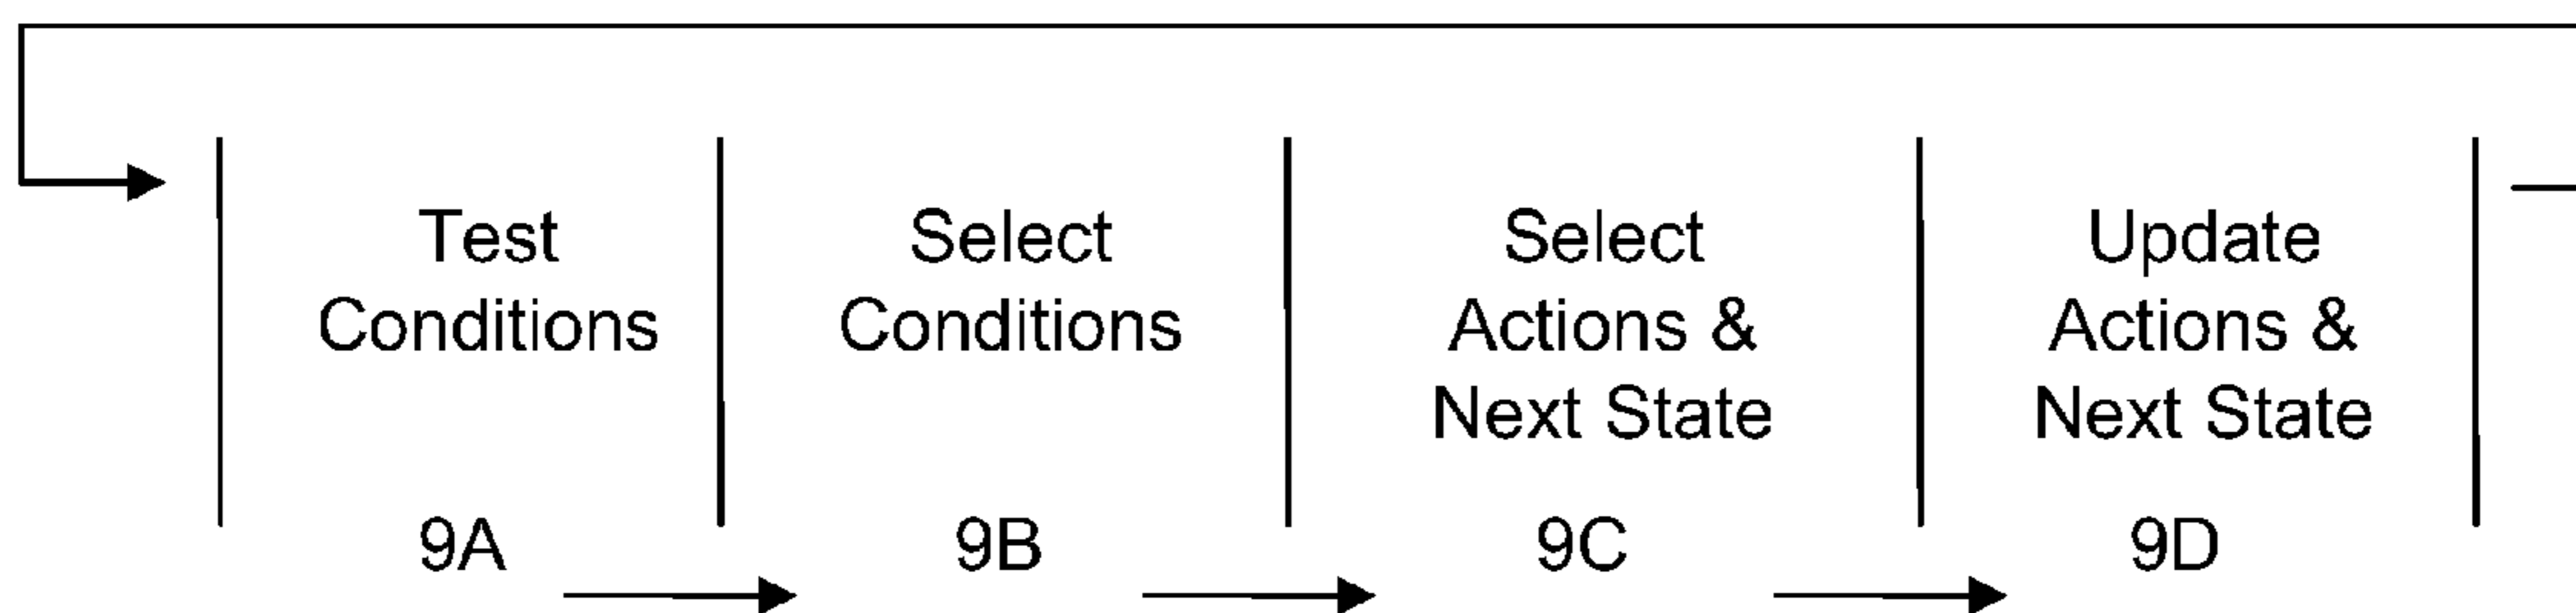 Test
Conditions
9A
Select
Conditions
9B
Select
Actions &
Next State
9C
Update
Actions &
Next State
9D